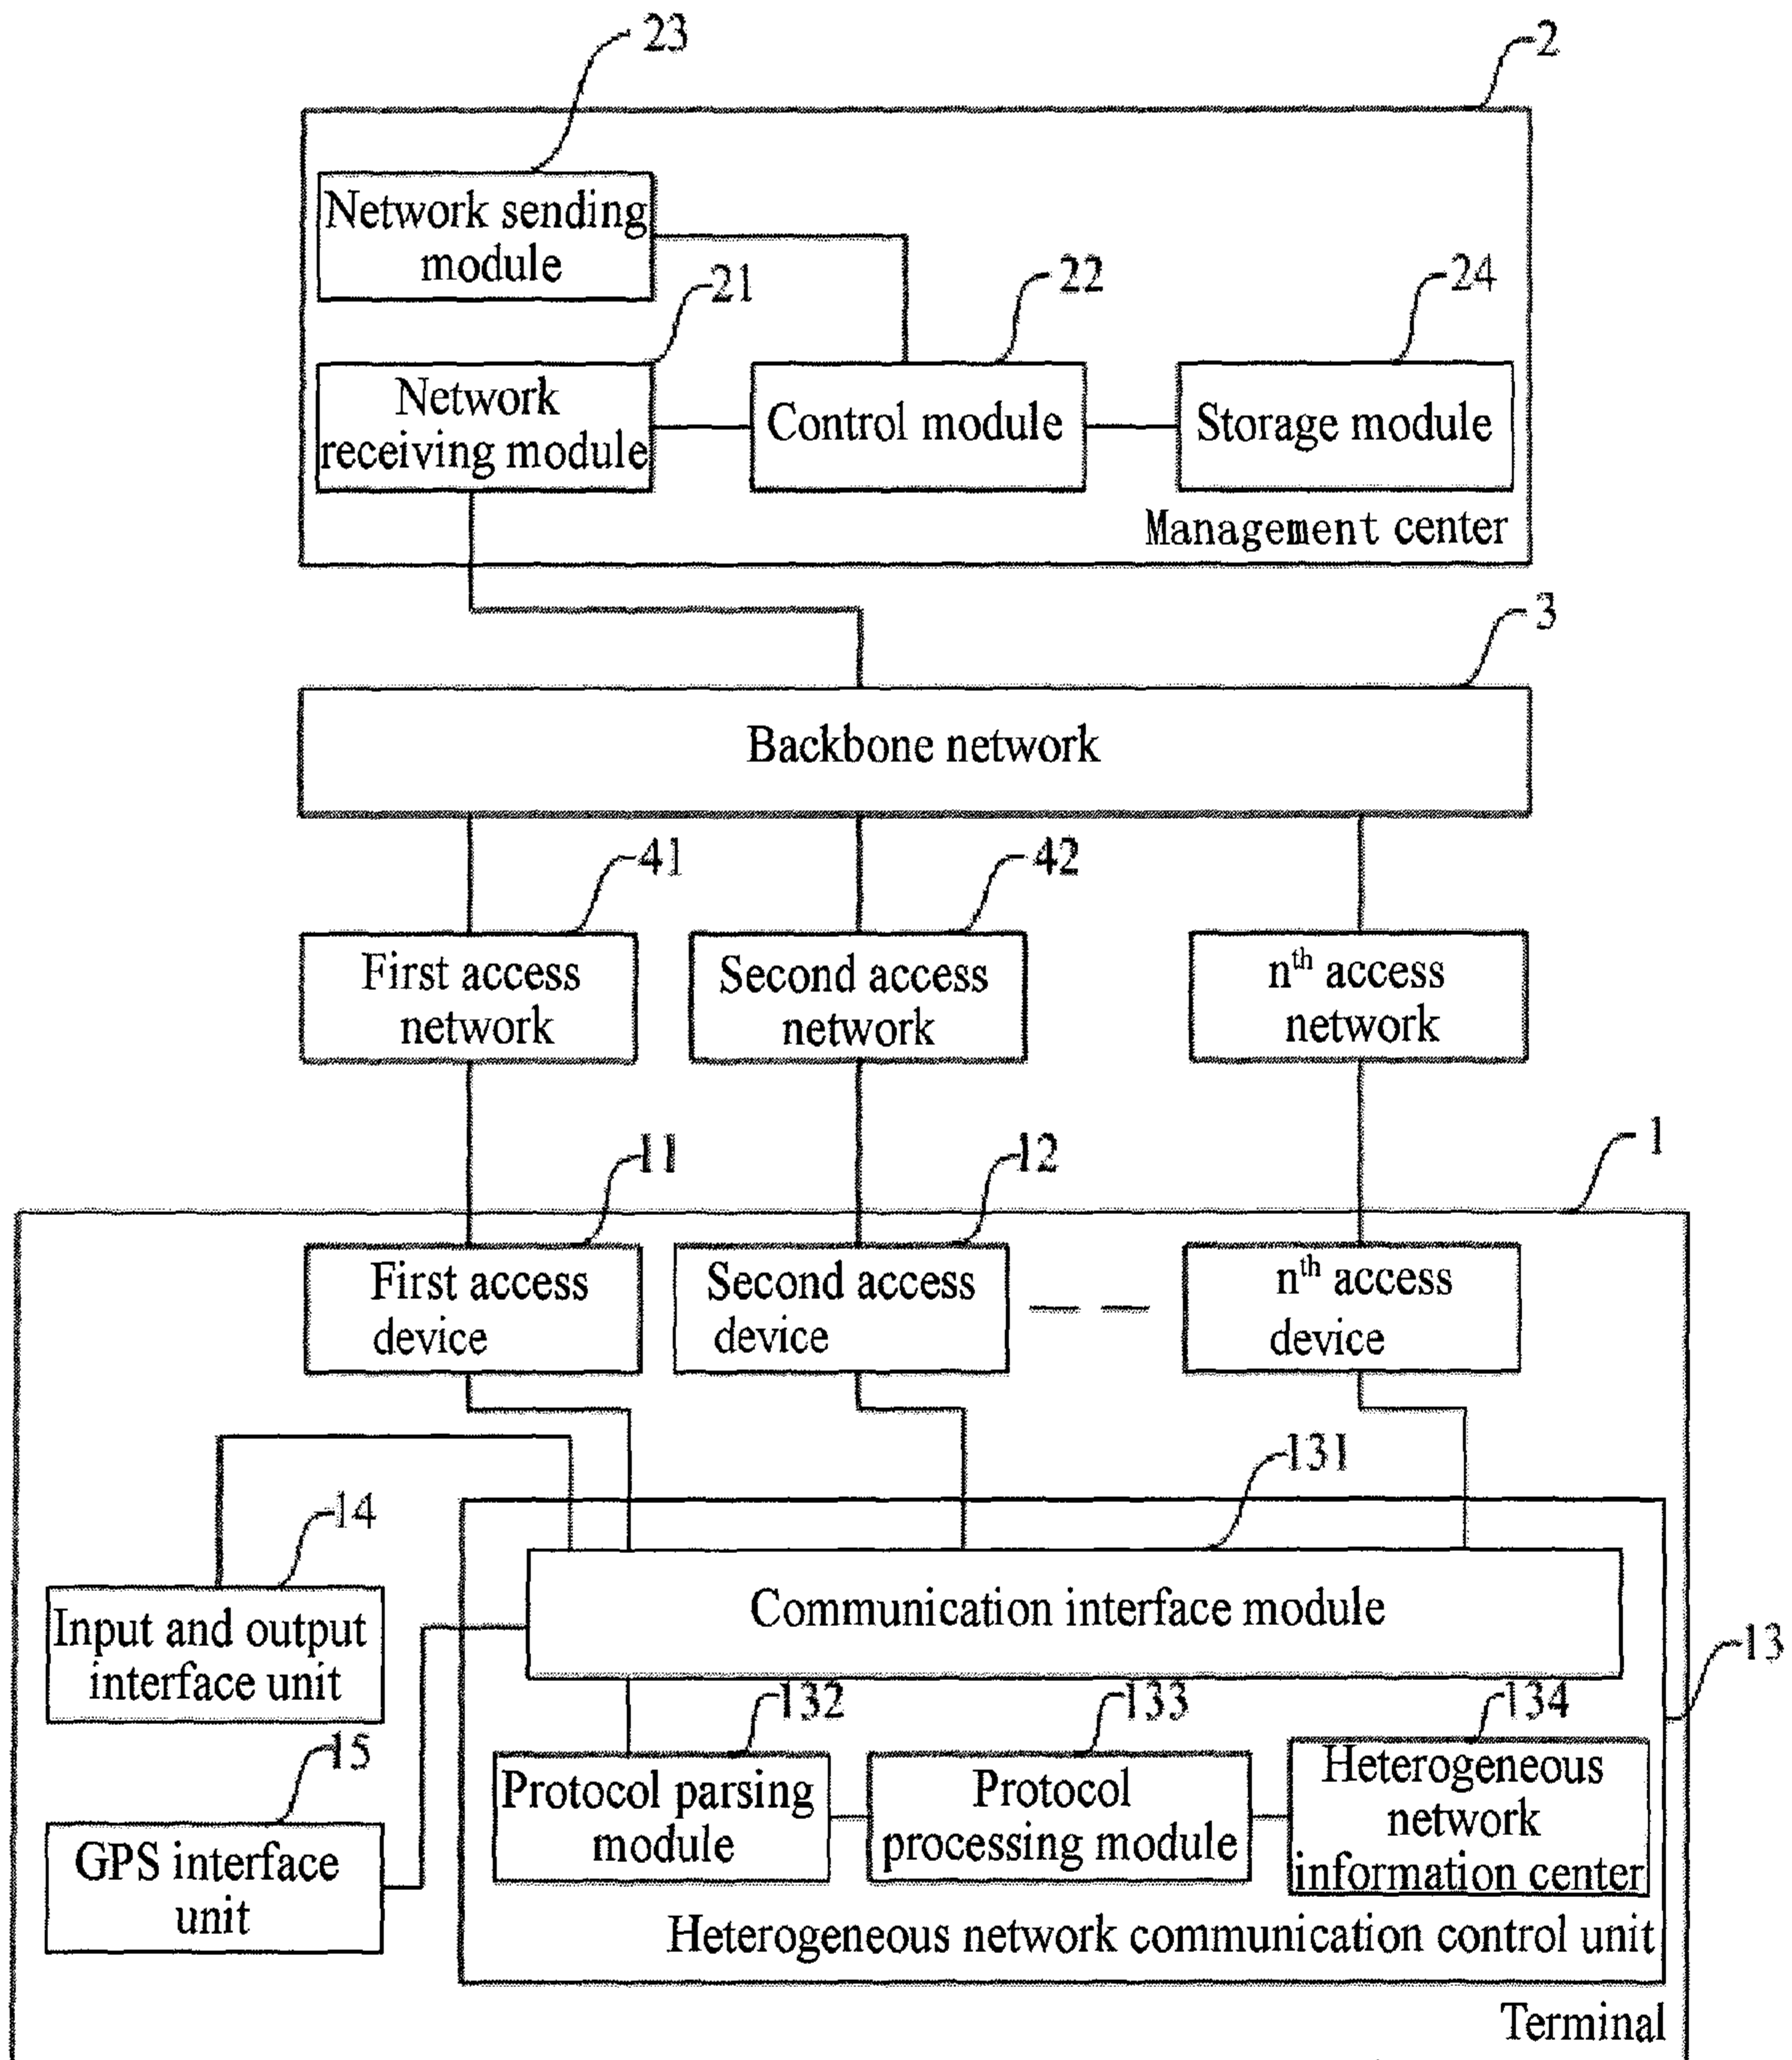 23
2
Network sending
module
21
22
24
Network
receiving module
Control module
Storage module
Management center
3
Backbone network
41
42
First access
network
Second access
network
nth access
network
11
12
1
First access
device
Second access
device
nth access
device
131
14
Communication interface module
Input and output
interface unit
13
132
133
134
15
Protocol parsing
module
Protocol
processing module
Heterogeneous
network
information center
GPS interface
unit
Heterogeneous network communication control unit
Terminal